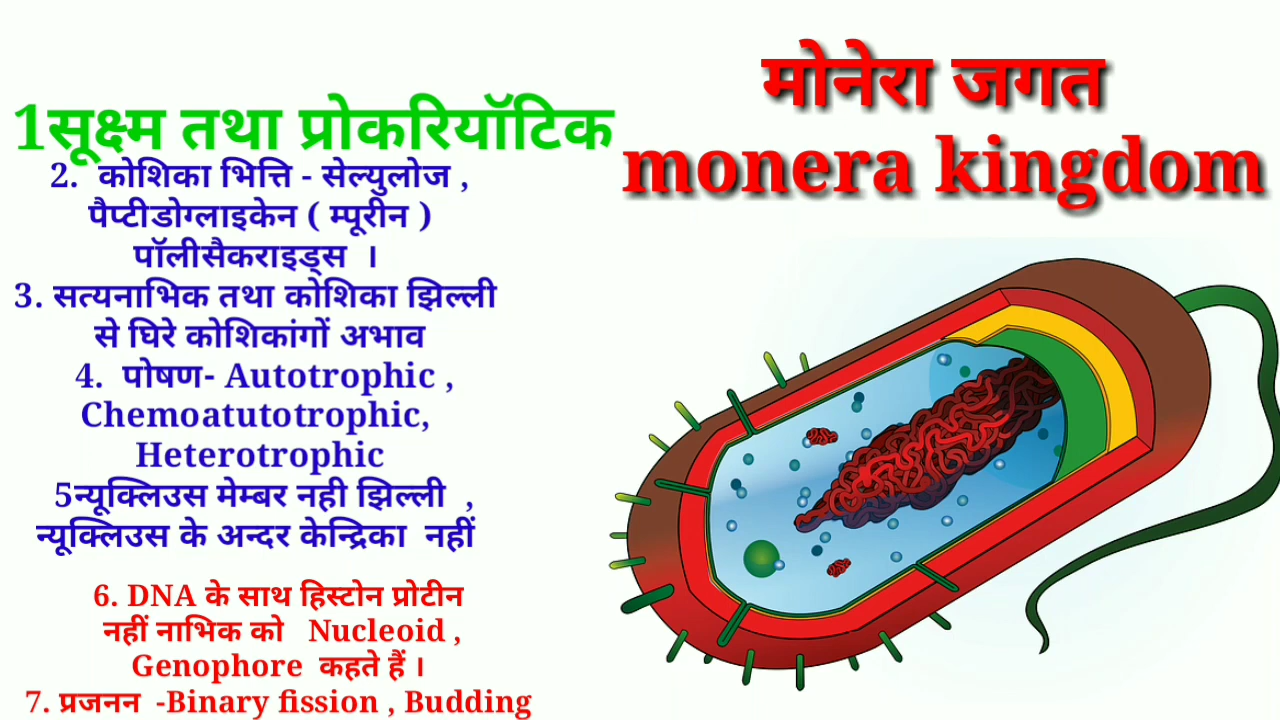 मोनेरा जगत
monera kingdom
1सूक्ष्म तथा प्रोकरियॉटिक
2. कोशिका भित्ति - सेल्युलोज ,
पैप्टीडोग्लाइकेन ( म्पूरीन )
पॉलीसैकराइड्स ।
3. सत्यनाभिक तथा कोशिका झिल्ली
से घिरे कोशिकांगों अभाव
4. पोषण- Autotrophic ,
Chemoatutotrophic,
Heterotrophic
5न्यूक्लिउस मेम्बर नही झिल्ली ,
न्यूक्लिउस के अन्दर केन्द्रिका नहीं
6. DNA के साथ हिस्टोन प्रोटीन
नहीं नाभिक को Nucleoid ,
Genophore कहते हैं ।
7. प्रजनन -Binary fission , Budding